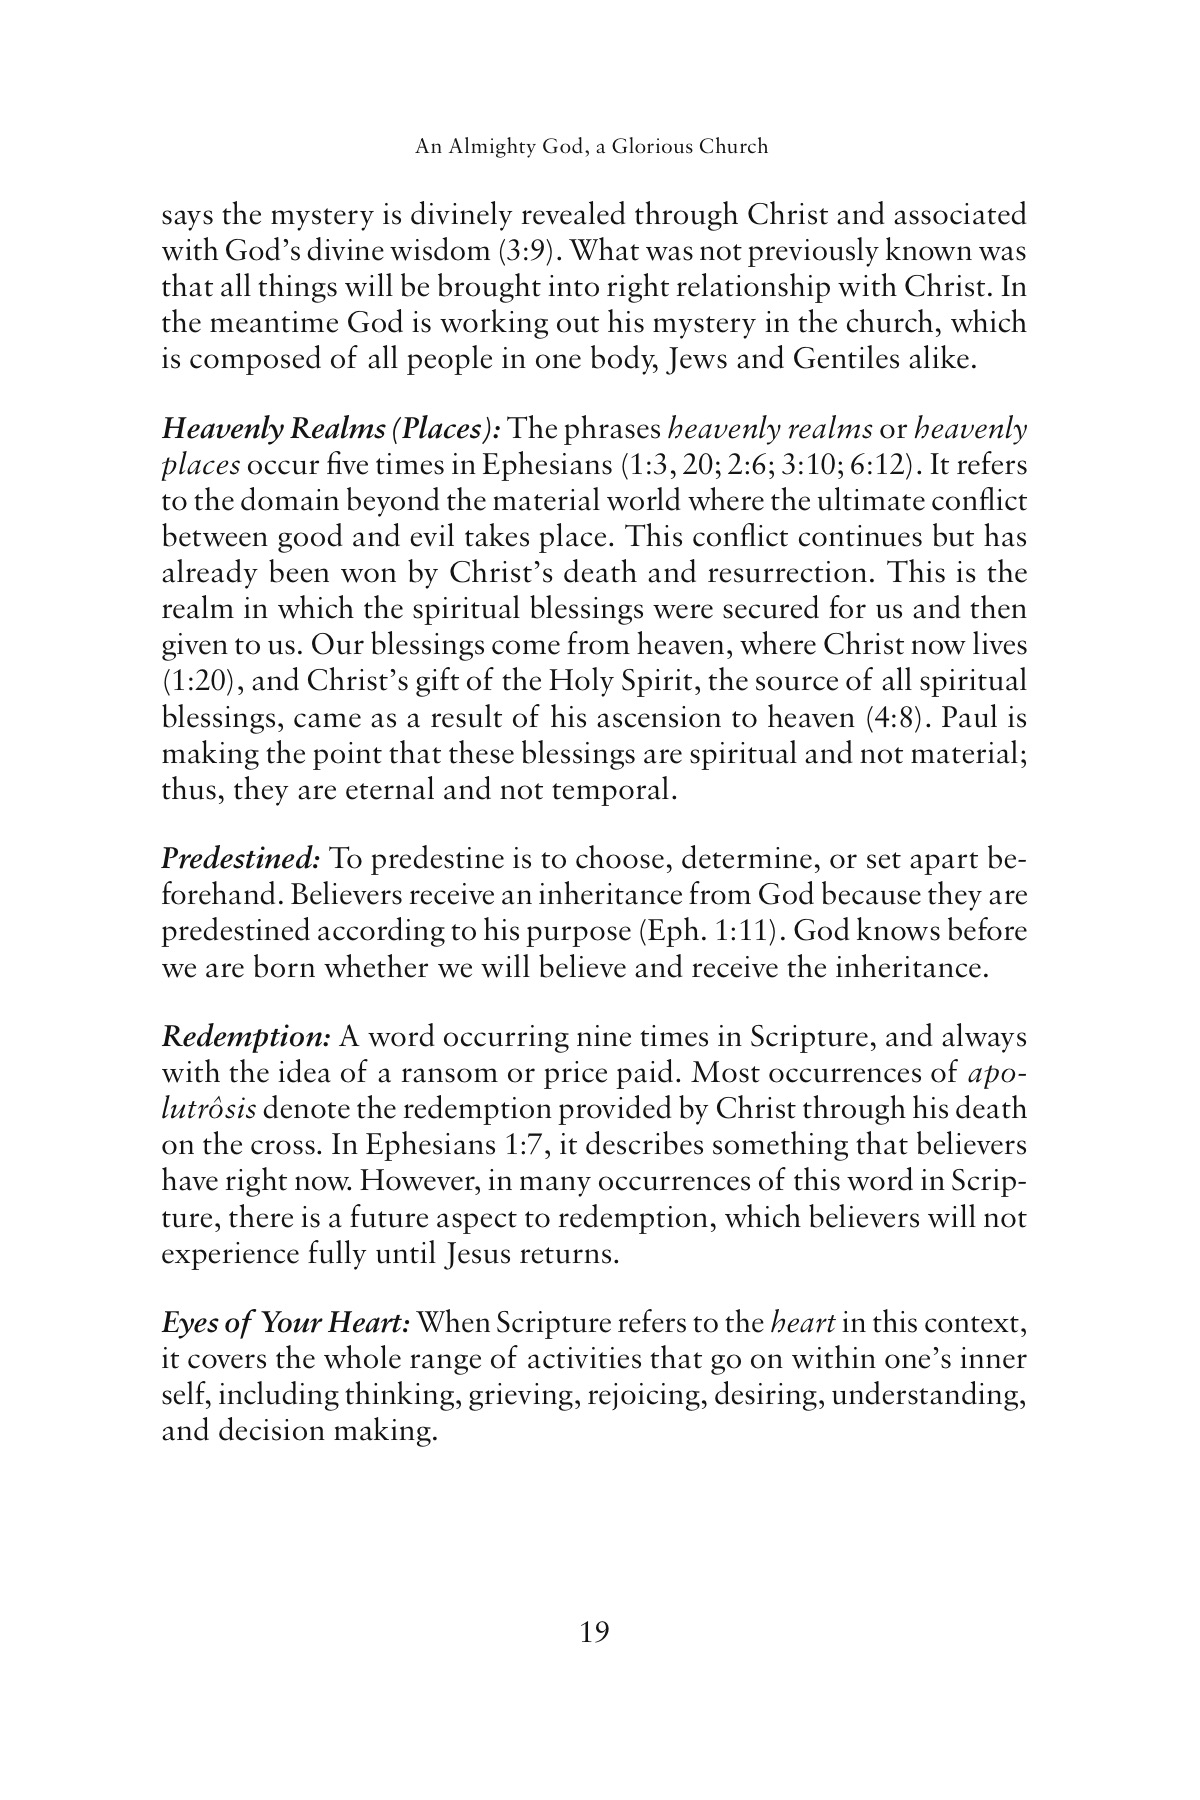 An Almighty God, a Glorious Church
says the mystery is divinely revealed through Christ and associated
with God’s divine wisdom (3:9). What was not previously known was
that all things will be brought into right relationship with Christ. In
the meantime God is working out his mystery in the church, which
is composed of all people in one body, Jews and Gentiles alike.
Heavenly Realms (Places): The phrases heavenly realms or heavenly
places occur five times in Ephesians (1:3, 20; 2:6; 3:10; 6:12). It refers
to the domain beyond the material world where the ultimate conflict
between good and evil takes place. This conflict continues but has
already been won by Christ’s death and resurrection. This is the
realm in which the spiritual blessings were secured for us and then
given to us. Our blessings come from heaven, where Christ now lives
(1:20), and Christ’s gift of the Holy Spirit, the source of all spiritual
blessings, came as a result of his ascension to heaven (4:8). Paul is
making the point that these blessings are spiritual and not material;
thus, they are eternal and not temporal.
Predestined: To predestine is to choose, determine, or set apart be-
forehand. Believers receive an inheritance from God because they are
predestined according to his purpose (Eph. 1:11). God knows before
we are born whether we will believe and receive the inheritance.
Redemption: A word occurring nine times in Scripture, and always
with the idea of a ransom or price paid. Most occurrences of apo-
lutrôsis denote the redemption provided by Christ through his death
on the cross. In Ephesians 1:7, it describes something that believers
have right now. However, in many occurrences of this word in Scrip-
ture, there is a future aspect to redemption, which believers will not
experience fully until Jesus returns.
Eyes of Your Heart: When Scripture refers to the heart in this context,
it covers the whole range of activities that go on within one’s inner
self, including thinking, grieving, rejoicing, desiring, understanding,
and decision making.
19